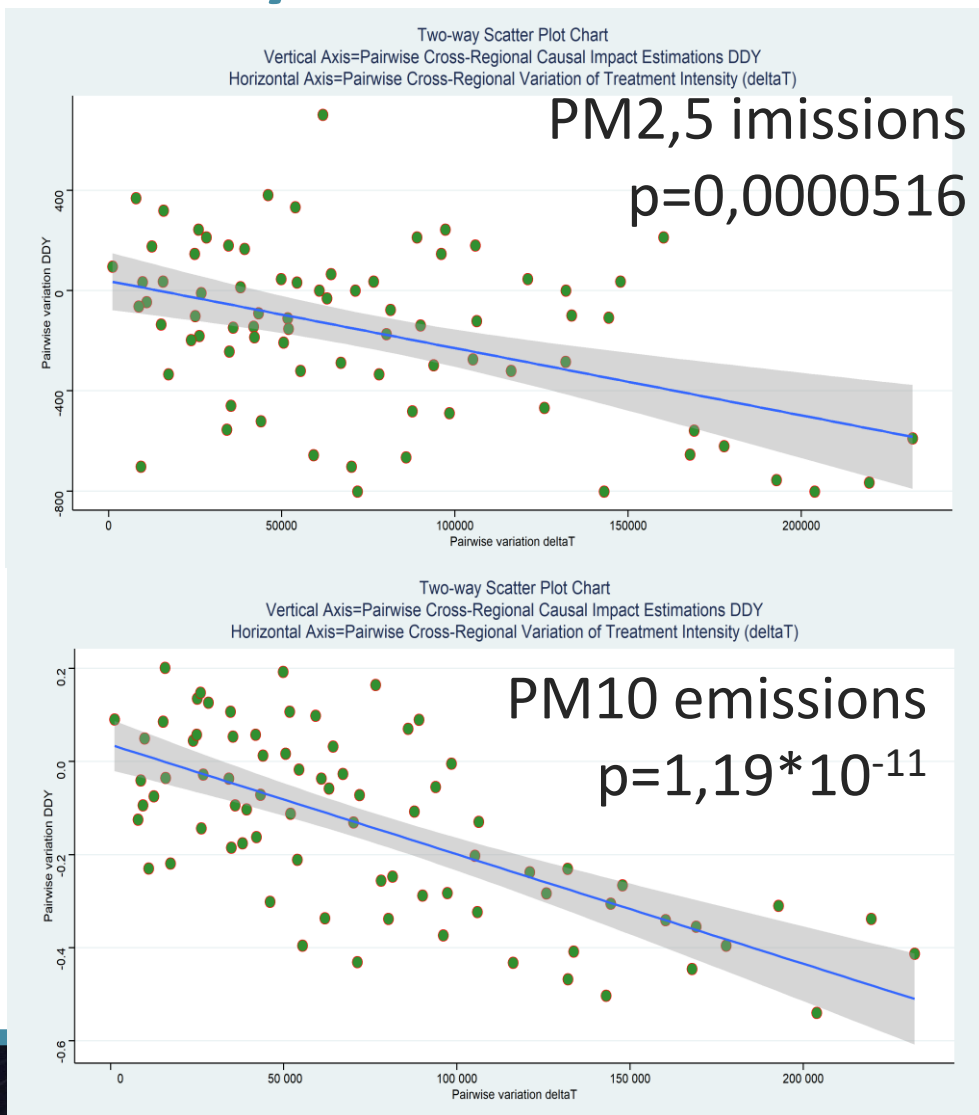 Two-way Scatter Plot Chart
Vertical Axis=Pairwise Cross-Regional Causal Impact Estimations DDY
Horizontal Axis=Pairwise Cross-Regional Variation of Treatment Intensity (deltaT)
PM2,5 imissions
p=0,0000516
Pairwise variation DDY
400
0
-400
-800
0 50000 100000 150000 200000
Pairwise variation deltaT
Two-way Scatter Plot Chart
Vertical Axis=Pairwise Cross-Regional Causal Impact Estimations DDY
Horizontal Axis=Pairwise Cross-Regional Variation of Treatment Intensity (deltaT)
PM10 emissions
p=1,19*10⁻¹¹
Pairwise variation DDY
0.2
0.0
-0.2
-0.4
-0.6
0 50 000 100 000 150 000 200 000
Pairwise variation deltaT